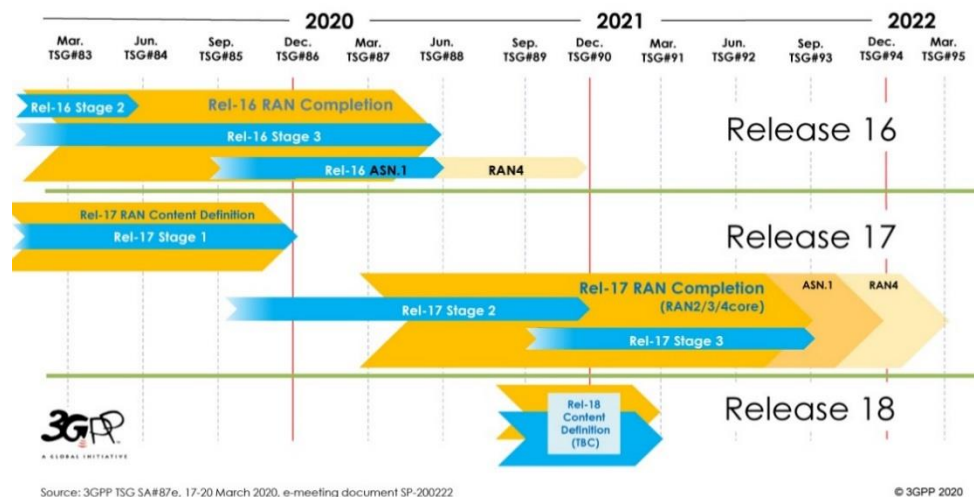 2020
2021
2022
Mar.
TSG#83
Jun.
TSG#84
Sep.
TSG#85
Dec.
TSG#86
Mar.
TSG#87
Jun.
TSG#88
Sep.
TSG#89
Dec.
TSG#90
Mar.
TSG#91
Jun.
TSG#92
Sep.
TSG#93
Dec.
TSG#94
Mar.
TSG#95
Rel-16 Stage 2
Rel-16 RAN Completion
Rel-16 Stage 3
Rel-16 ASN.1
RAN4
Release 16
Rel-17 RAN Content Definition
Rel-17 Stage 1
Release 17
Rel-17 RAN Completion
(RAN2/3/4core)
ASN.1
RAN4
Rel-17 Stage 2
Rel-17 Stage 3
Rel-18
Content
Definition
(TBC)
Release 18
3GPP
A GLOBAL INITIATIVE
Source: 3GPP TSG SA#87e, 17-20 March 2020, e-meeting document SP-200222
© 3GPP 2020